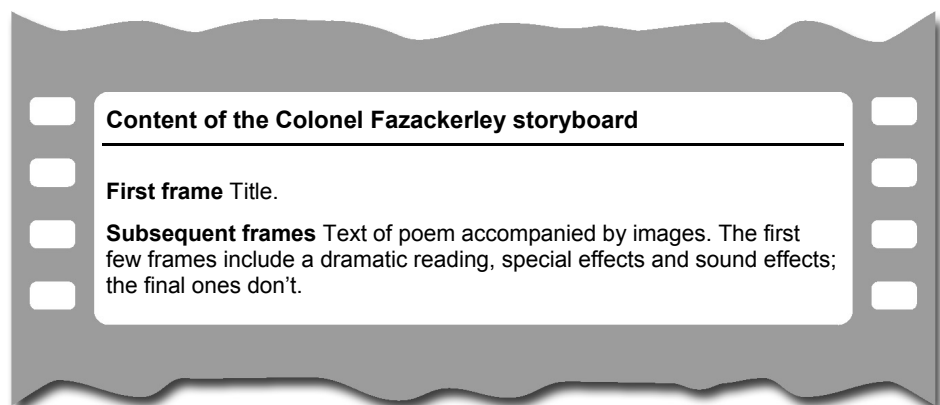 Content of the Colonel Fazackerley storyboard
First frame Title.
Subsequent frames Text of poem accompanied by images. The first
few frames include a dramatic reading, special effects and sound effects;
the final ones don’t.